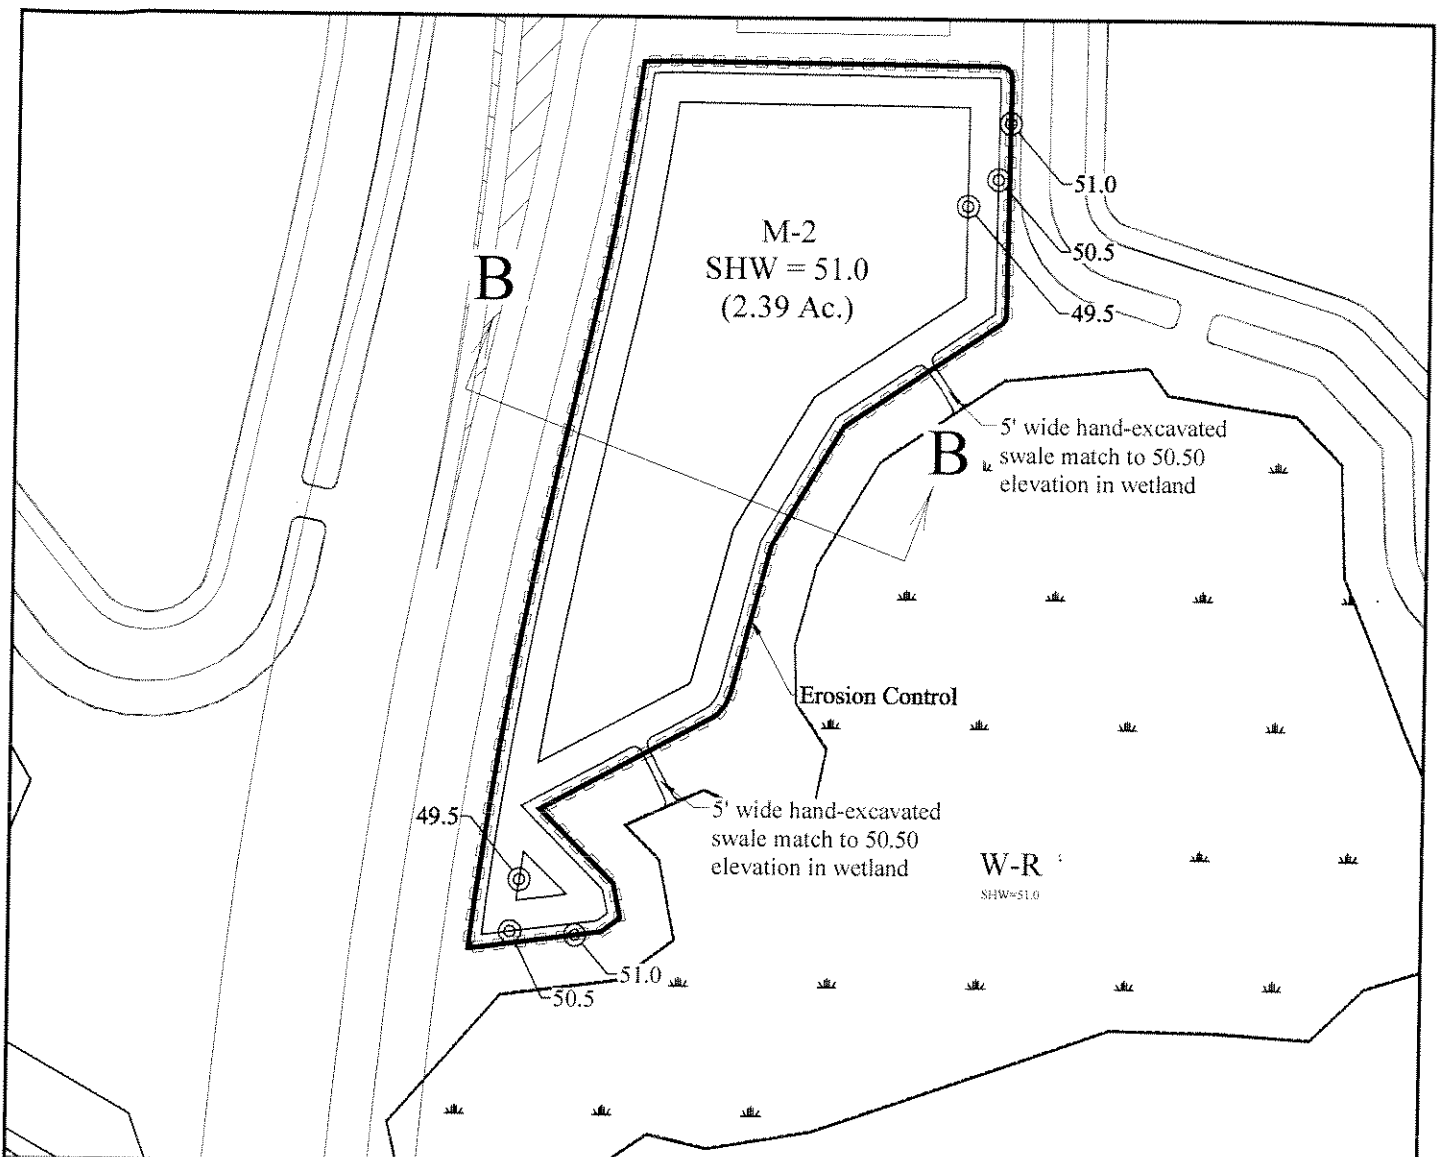 51.0
M-2
SHW = 51.0
(2.39 Ac.)
50.5
B
49.5
5' wide hand-excavated
swale match to 50.50
elevation in wetland
B
Erosion Control
49.5
5' wide hand-excavated
swale match to 50.50
elevation in wetland
W-R
SHW=51.0
51.0
50.5